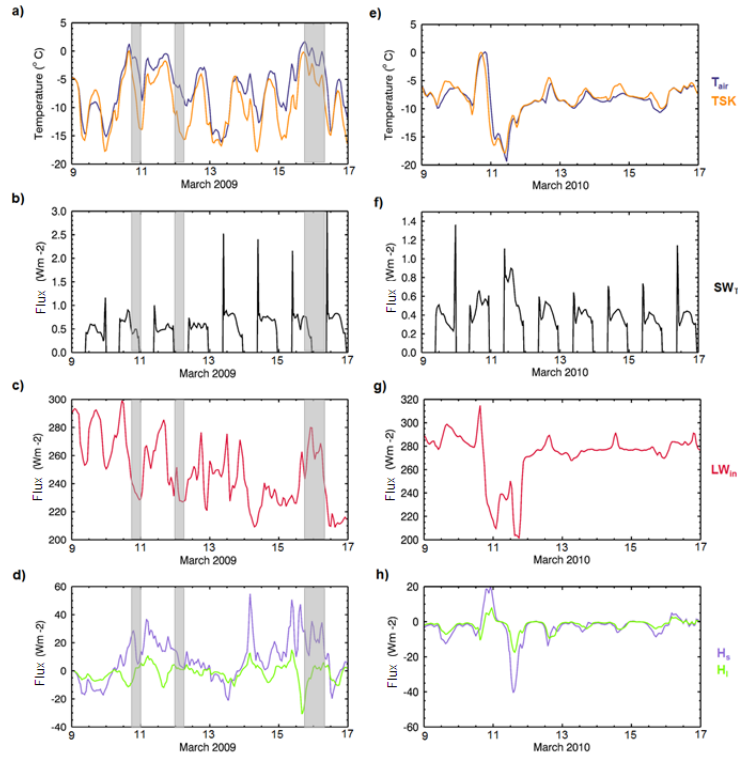 a)
Temperature (° C)
5
0
-5
-10
-15
-20
9 11 13 15 17
March 2009
e)
Temperature (° C)
5
0
-5
-10
-15
-20
9 11 13 15 17
March 2010
Tair
TSK
b)
Flux (Wm -2)
3.0
2.5
2.0
1.5
1.0
0.5
0.0
9 11 13 15 17
March 2009
f)
Flux (Wm -2)
1.4
1.2
1.0
0.8
0.6
0.4
0.2
0.0
9 11 13 15 17
March 2010
c)
Flux (Wm -2)
300
280
260
240
220
200
9 11 13 15 17
March 2009
g)
Flux (Wm -2)
320
300
280
260
240
220
200
9 11 13 15 17
March 2010
LWin
d)
Flux (Wm -2)
60
40
20
0
-20
-40
9 11 13 15 17
March 2009
h)
Flux (Wm -2)
20
0
-20
-40
-60
9 11 13 15 17
March 2010
Hs
Hl